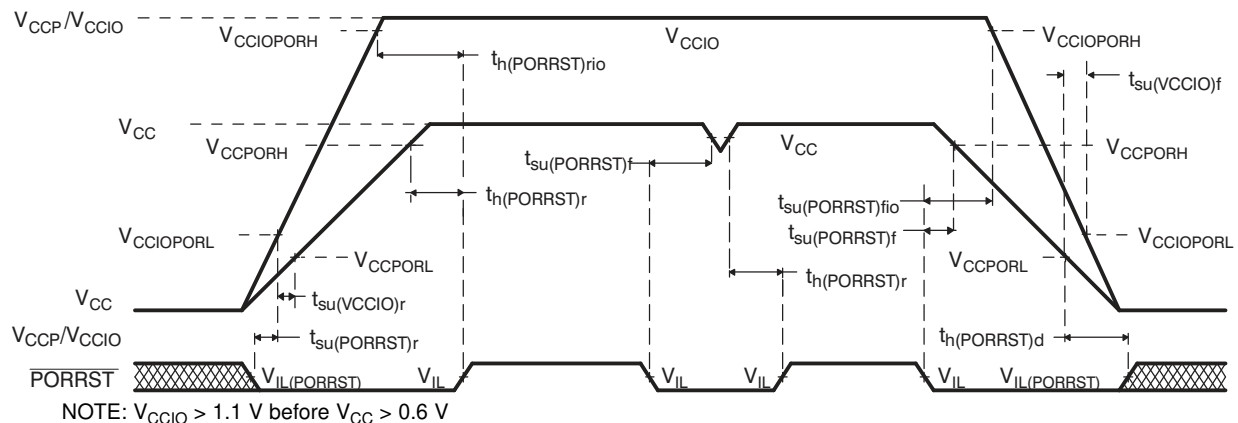 VCCP/VCCIO
VCCIOPORH
VCCIO
VCCIOPORH
th(PORRST)rio
tsu(VCCIO)f
VCC
VCCPORH
tsu(PORRST)f
VCC
VCCPORH
th(PORRST)r
tsu(PORRST)fio
tsu(PORRST)f
VCCIOPORL
VCCIOPORL
VCCPORL
VCCPORL
th(PORRST)r
VCC
tsu(VCCIO)r
VCCP/VCCIO
tsu(PORRST)r
th(PORRST)d
PORRST
VIL(PORRST)
VIL
VIL
VIL
VIL
VIL(PORRST)
NOTE: VCCIO > 1.1 V before VCC > 0.6 V